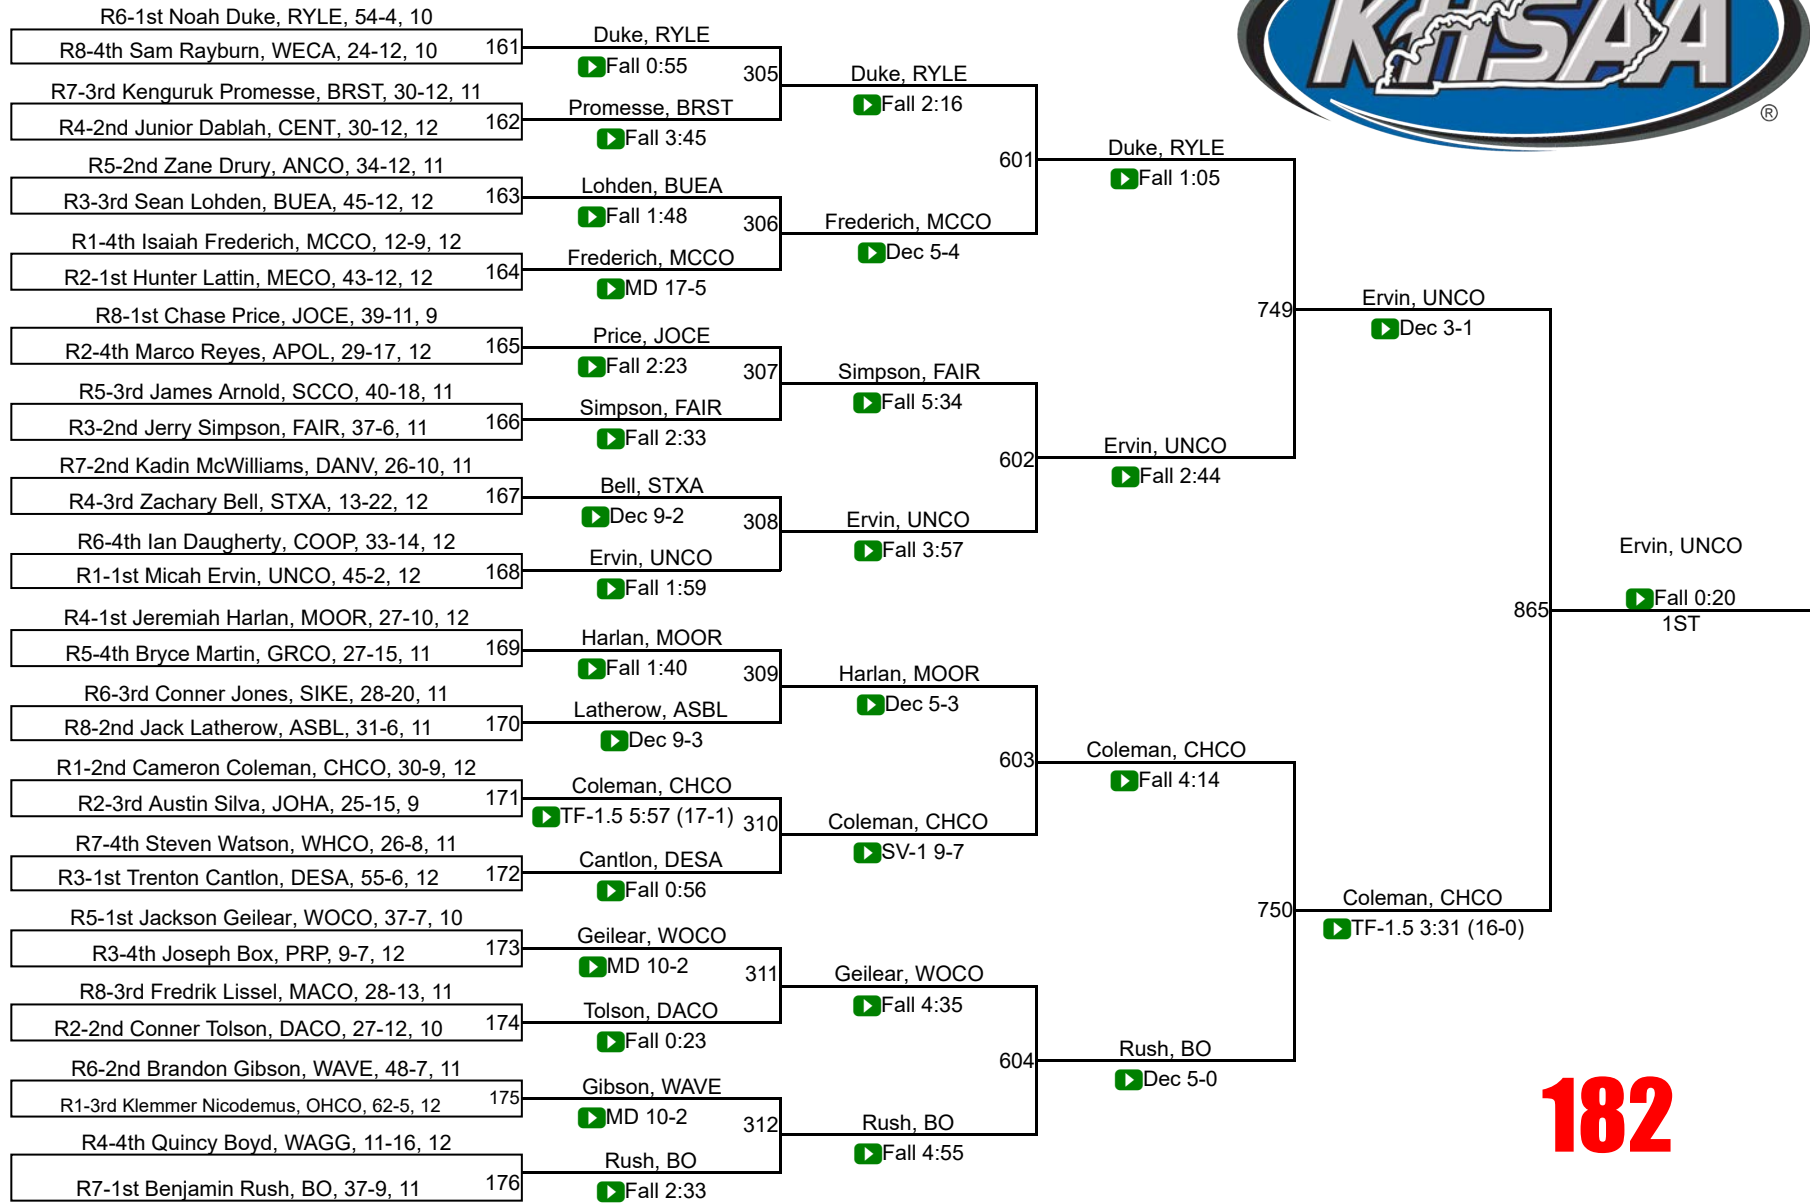 KHSAA
®
R6-1st Noah Duke, RYLE, 54-4, 10
R8-4th Sam Rayburn, WECA, 24-12, 10
161
R7-3rd Kenguruk Promesse, BRST, 30-12, 11
R4-2nd Junior Dablah, CENT, 30-12, 12
162
R5-2nd Zane Drury, ANCO, 34-12, 11
R3-3rd Sean Lohden, BUEA, 45-12, 12
163
R1-4th Isaiah Frederich, MCCO, 12-9, 12
R2-1st Hunter Lattin, MECO, 43-12, 12
164
R8-1st Chase Price, JOCE, 39-11, 9
R2-4th Marco Reyes, APOL, 29-17, 12
165
R5-3rd James Arnold, SCCO, 40-18, 11
R3-2nd Jerry Simpson, FAIR, 37-6, 11
166
R7-2nd Kadin McWilliams, DANV, 26-10, 11
R4-3rd Zachary Bell, STXA, 13-22, 12
167
R6-4th Ian Daugherty, COOP, 33-14, 12
R1-1st Micah Ervin, UNCO, 45-2, 12
168
R4-1st Jeremiah Harlan, MOOR, 27-10, 12
R5-4th Bryce Martin, GRCO, 27-15, 11
169
R6-3rd Conner Jones, SIKE, 28-20, 11
R8-2nd Jack Latherow, ASBL, 31-6, 11
170
R1-2nd Cameron Coleman, CHCO, 30-9, 12
R2-3rd Austin Silva, JOHA, 25-15, 9
171
R7-4th Steven Watson, WHCO, 26-8, 11
R3-1st Trenton Cantlon, DESA, 55-6, 12
172
R5-1st Jackson Geilear, WOCO, 37-7, 10
R3-4th Joseph Box, PRP, 9-7, 12
173
R8-3rd Fredrik Lissel, MACO, 28-13, 11
R2-2nd Conner Tolson, DACO, 27-12, 10
174
R6-2nd Brandon Gibson, WAVE, 48-7, 11
R1-3rd Klemmer Nicodemus, OHCO, 62-5, 12
175
R4-4th Quincy Boyd, WAGG, 11-16, 12
R7-1st Benjamin Rush, BO, 37-9, 11
176
Duke, RYLE
Fall 0:55
305
Promesse, BRST
Fall 3:45
Lohden, BUEA
Fall 1:48
306
Frederich, MCCO
MD 17-5
Price, JOCE
Fall 2:23
307
Simpson, FAIR
Fall 2:33
Bell, STXA
Dec 9-2
308
Ervin, UNCO
Fall 1:59
Harlan, MOOR
Fall 1:40
309
Latherow, ASBL
Dec 9-3
Coleman, CHCO
TF-1.5 5:57 (17-1)
310
Cantlon, DESA
Fall 0:56
Geilear, WOCO
MD 10-2
311
Tolson, DACO
Fall 0:23
Gibson, WAVE
MD 10-2
312
Rush, BO
Fall 2:33
Duke, RYLE
Fall 2:16
601
Frederich, MCCO
Dec 5-4
Simpson, FAIR
Fall 5:34
602
Ervin, UNCO
Fall 3:57
Harlan, MOOR
Dec 5-3
603
Coleman, CHCO
SV-1 9-7
Geilear, WOCO
Fall 4:35
604
Rush, BO
Fall 4:55
Duke, RYLE
Fall 1:05
749
Ervin, UNCO
Fall 2:44
Coleman, CHCO
Fall 4:14
750
Rush, BO
Dec 5-0
Ervin, UNCO
Dec 3-1
865
Coleman, CHCO
TF-1.5 3:31 (16-0)
Ervin, UNCO
Fall 0:20
1ST
182